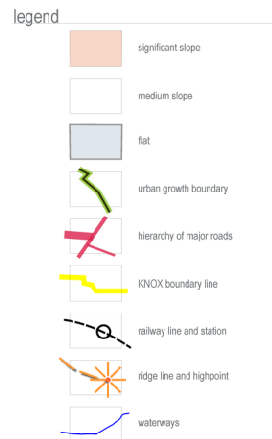 legend
significant slope
medium slope
flat
urban growth boundary
hierarchy of major roads
KNOX boundary line
railway line and station
ridge line and highpoint
waterways